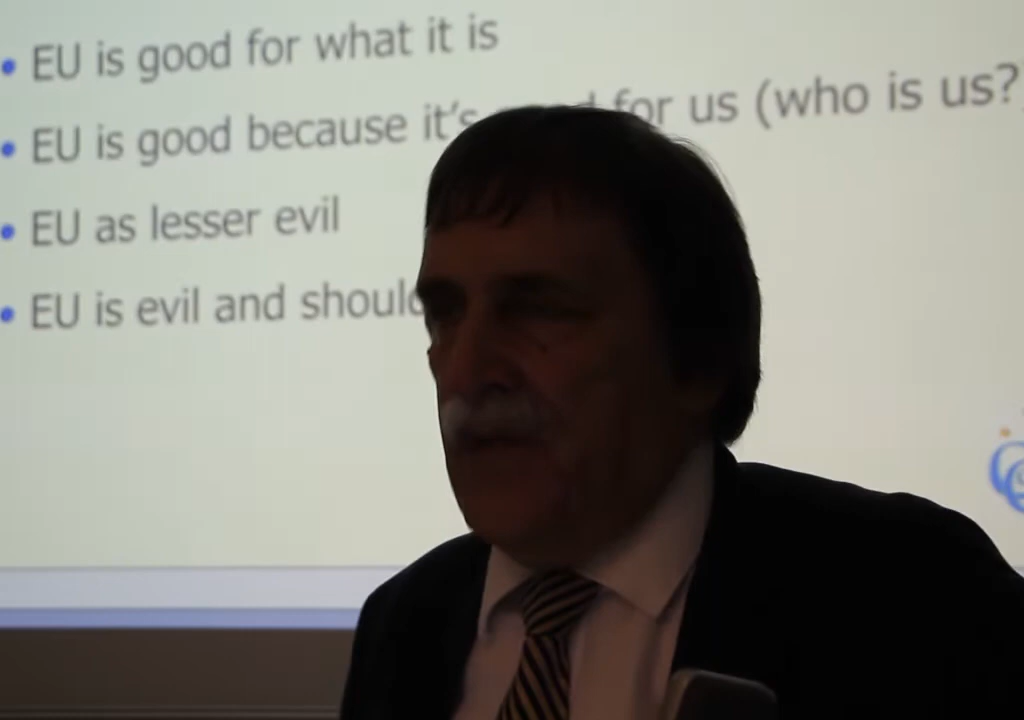 • EU is good for what it is
• EU is good because it's for us (who is us?
• EU as lesser evil
• EU is evil and should